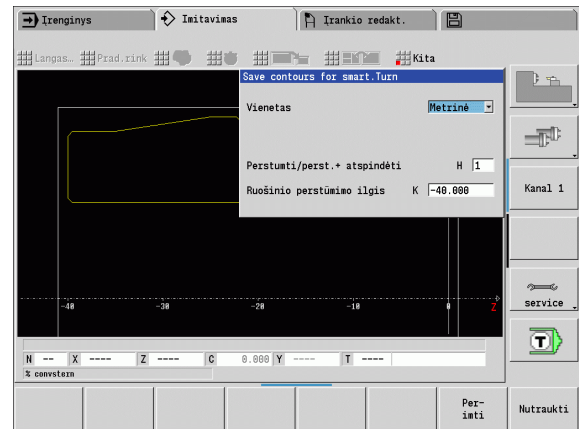 Įrenginys
Imitavimas
Įrankio redakt.
Langas…
Prad.rink
Kita
Save contours for smart.Turn
Vienetas
Metrinė
Perstumti/perst.+ atspindėti H 1
Ruošinio perstūmimo ilgis K -40.000
Kanal 1
-40 -30 -20 -10 0 Z
service
N -- X ---- Z ---- C 0.000 Y ---- T ----
% convstern
T
Per-
imti
Nutraukti